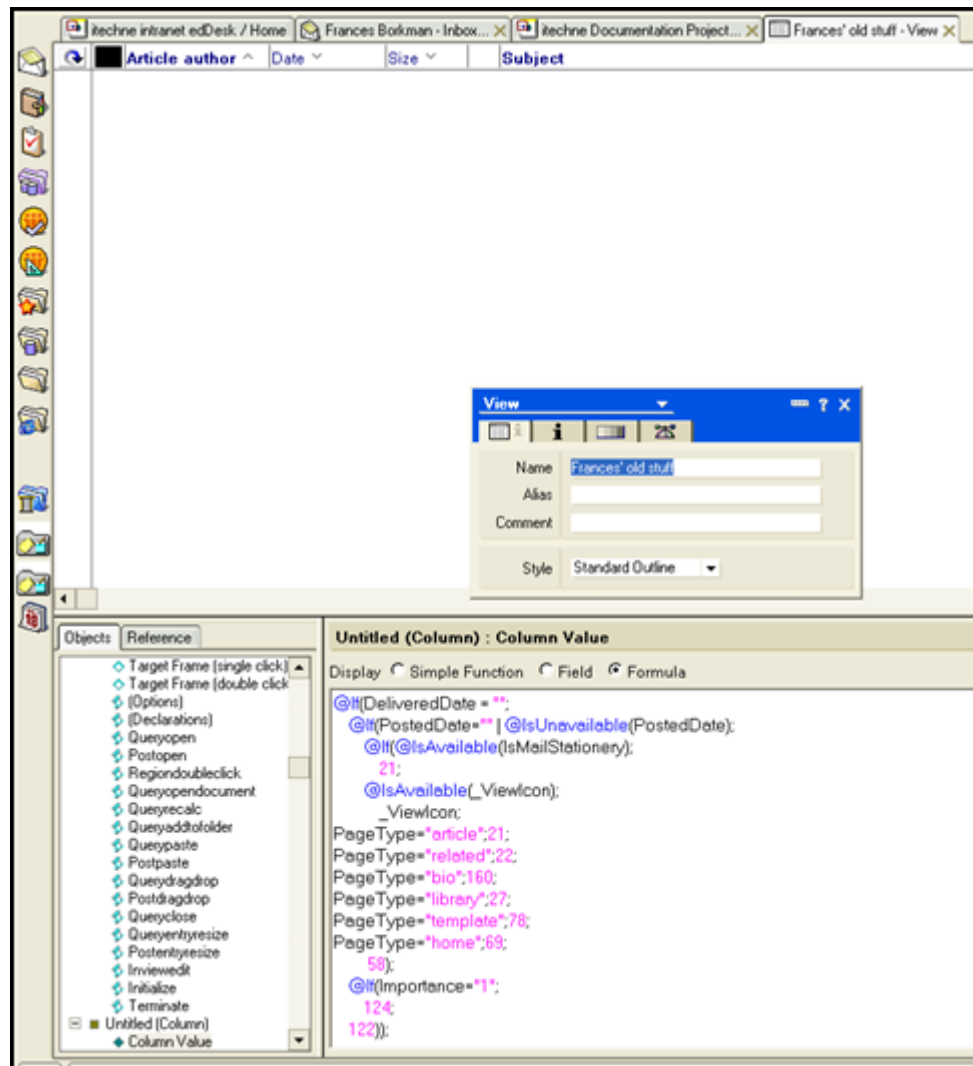 itechne intranet edDesk / Home Frances Borkman - Inbox... itechne Documentation Project... Frances' old stuff - View
Article author Date Size Subject
View
Name Frances' old stuff
Alias
Comment
Style Standard Outline
Objects Reference
Target Frame (single click)
Target Frame (double click
(Options)
(Declarations)
Queryopen
Postopen
Regiondoubleclick
Queryopendocument
Queryrecalc
Queryaddtofolder
Querypaste
Postpaste
Querydragdrop
Postdragdrop
Queryclose
Queryentryresize
Postentryresize
Inviewedit
Initialize
Terminate
Untitled (Column)
Column Value
Untitled (Column) : Column Value
Display Simple Function Field Formula
@If(DeliveredDate = "";
@If(PostedDate="" | @IsUnavailable(PostedDate);
@If(@IsAvailable(IsMailStationery);
21;
@IsAvailable(_ViewIcon);
_ViewIcon;
PageType="article";21;
PageType="related";22;
PageType="bio";160;
PageType="library";27;
PageType="template";78;
PageType="home";69;
58);
@If(Importance="1";
124;
122));